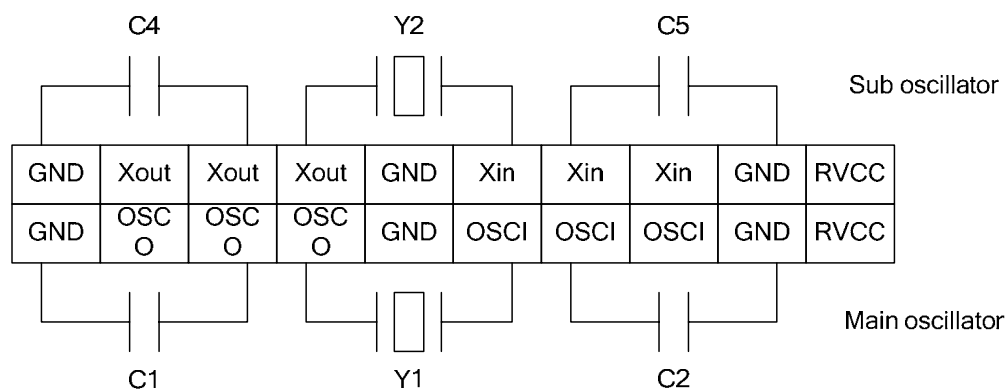 C4 Y2 C5
Sub oscillator
GND Xout Xout Xout GND Xin Xin Xin GND RVCC
GND OSC O OSC O OSC O GND OSCI OSCI OSCI GND RVCC
Main oscillator
C1 Y1 C2